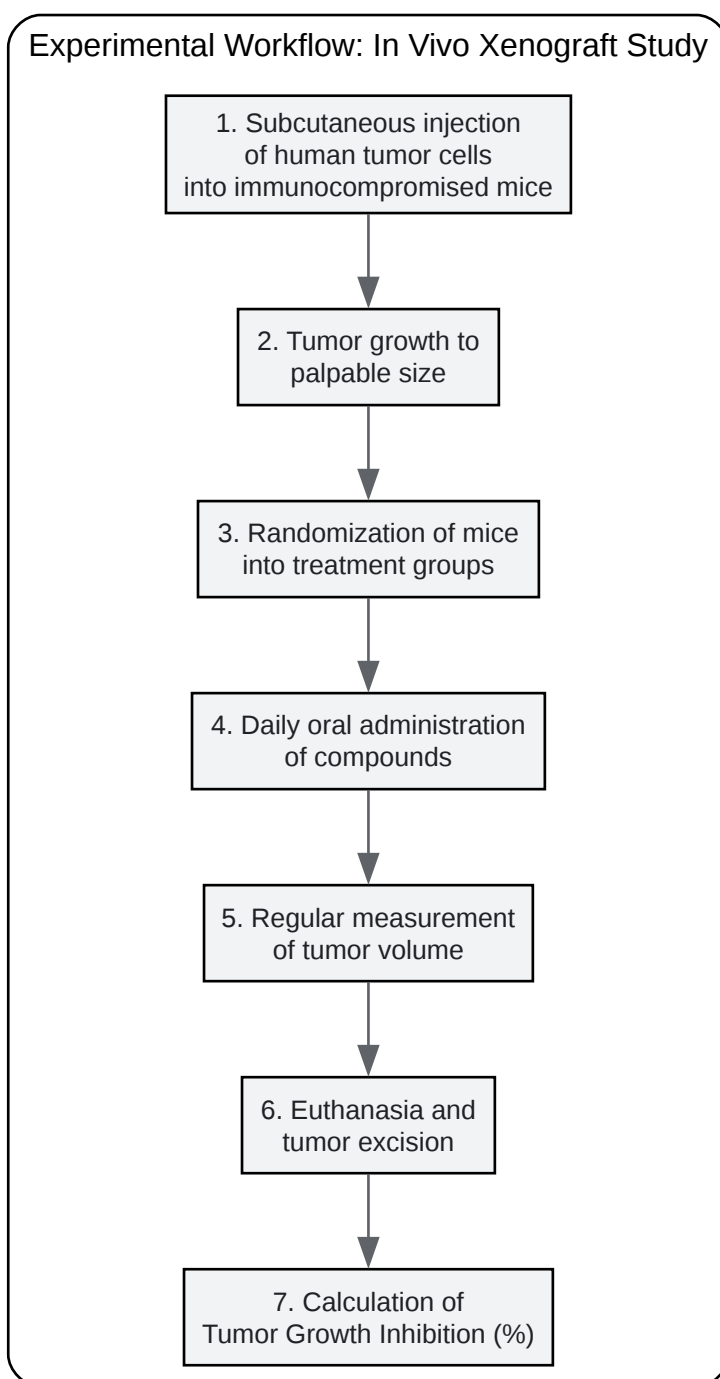 Experimental Workflow: In Vivo Xenograft Study
1. Subcutaneous injection
of human tumor cells
into immunocompromised mice
2. Tumor growth to
palpable size
3. Randomization of mice
into treatment groups
4. Daily oral administration
of compounds
5. Regular measurement
of tumor volume
6. Euthanasia and
tumor excision
7. Calculation of
Tumor Growth Inhibition (%)